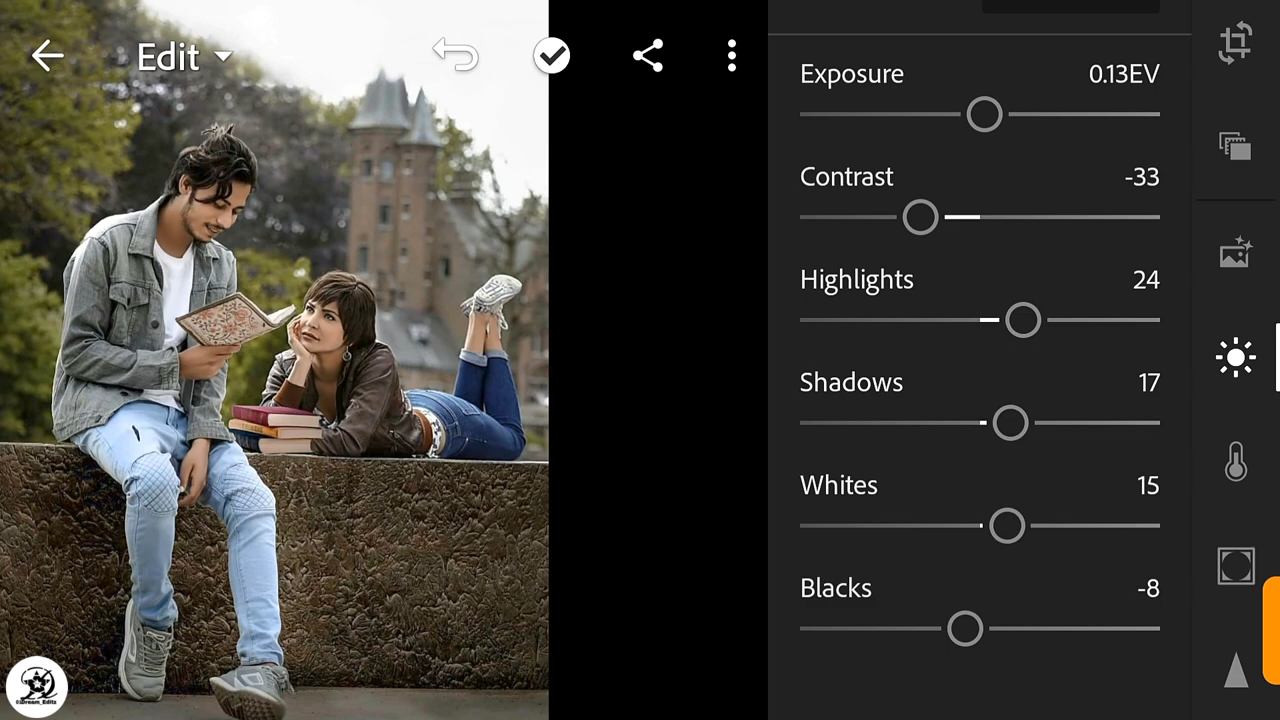 Edit
Exposure 0.13EV
Contrast -33
Highlights 24
Shadows 17
Whites 15
Blacks -8